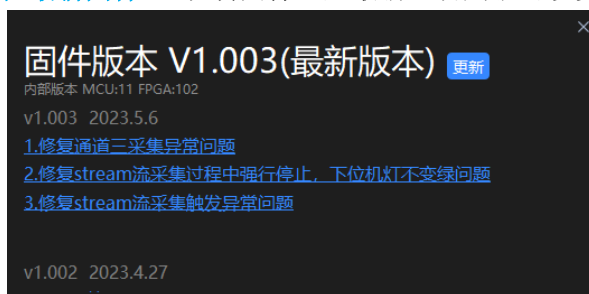 固件版本 V1.003(最新版本) 更新
内部版本 MCU:11 FPGA:102
v1.003 2023.5.6
1.修复通道三采集异常问题
2.修复stream流采集过程中强行停止，下位机灯不变绿问题
3.修复stream流采集触发异常问题
v1.002 2023.4.27